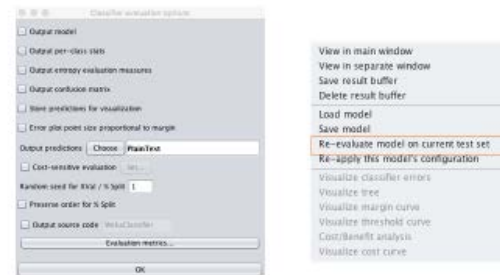 Classifier evaluation options
Output model
Output per-class stats
Output entropy evaluation measures
Output confusion matrix
Store predictions for visualization
Error plot point size proportional to margin
Output predictions Choose PlainText
Cost-sensitive evaluation Set...
Random seed for XVal / % Split 1
Preserve order for % Split
Output source code WekaClassifier
Evaluation metrics...
OK
View in main window
View in separate window
Save result buffer
Delete result buffer
Load model
Save model
Re-evaluate model on current test set
Re-apply this model's configuration
Visualize classifier errors
Visualize tree
Visualize margin curve
Visualize threshold curve
Cost/Benefit analysis
Visualize cost curve